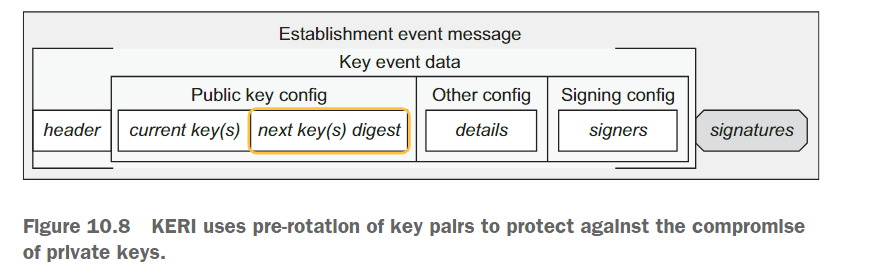 Establishment event message
Key event data
Public key config Other config Signing config
header current key(s) next key(s) digest details signers signatures
Figure 10.8 KERI uses pre-rotation of key pairs to protect against the compromise
of private keys.